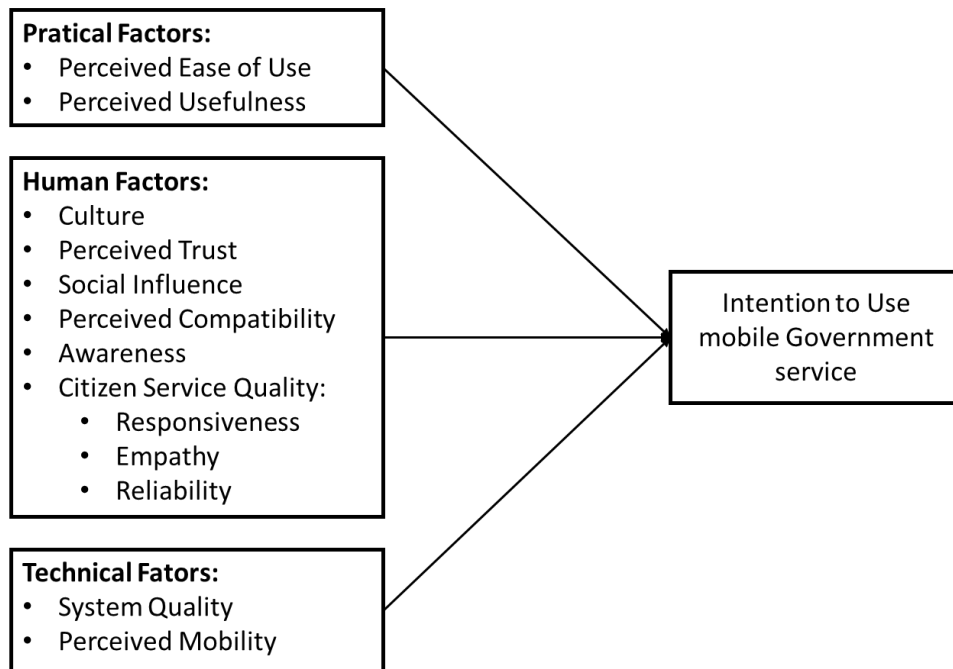 Pratical Factors:
• Perceived Ease of Use
• Perceived Usefulness
Human Factors:
• Culture
• Perceived Trust
• Social Influence
• Perceived Compatibility
• Awareness
• Citizen Service Quality:
• Responsiveness
• Empathy
• Reliability
Technical Fators:
• System Quality
• Perceived Mobility
Intention to Use
mobile Government
service